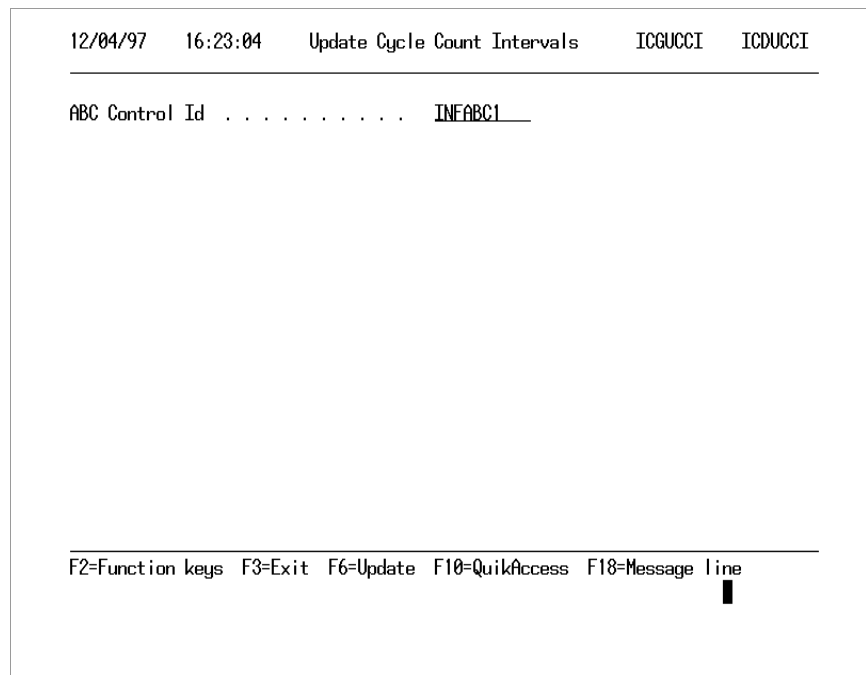 12/04/97 16:23:04 Update Cycle Count Intervals ICGUCCI ICDUCCI
ABC Control Id . . . . . . . . . . INFABC1
F2=Function keys F3=Exit F6=Update F10=QuikAccess F18=Message line